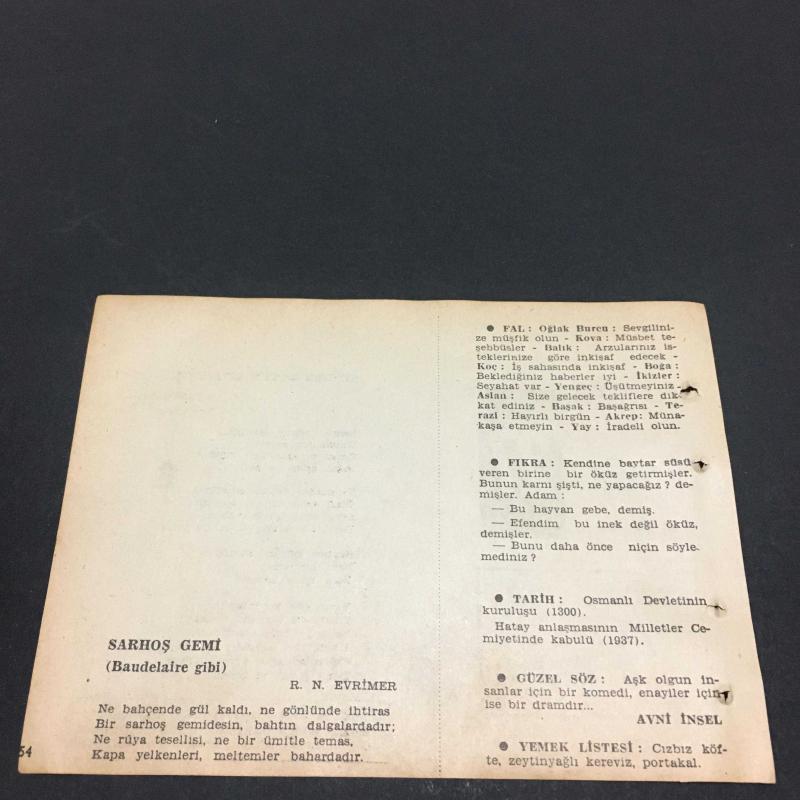 SARHOŞ GEMİ
(Baudelaire gibi)
R. N. EVRİMER
Ne bahçende gül kaldı, ne gönlünde ihtiras
Bir sarhoş gemidesin, bahtın dalgalardadır;
Ne rüya tesellisi, ne bir ümitle temas,
Kapa yelkenleri, meltemler bahardadır.
54
● FAL : Oğlak Burcu : Sevgilini-
ze müşfik olun - Kova : Müsbet te-
şebbüsler - Balık : Arzularınız is-
teklerinize göre inkişaf edecek -
Koç : İş sahasında inkişaf - Boğa :
Beklediğiniz haberler iyi - İkizler :
Seyahat var - Yengeç : Üşütmeyiniz -
Aslan : Size gelecek tekliflere dik-
kat ediniz - Başak : Başağrısı - Te-
razi : Hayırlı birgün - Akrep: Müna-
kaşa etmeyin - Yay : İradeli olun.
● FIKRA : Kendine baytar süsü
veren birine bir öküz getirmişler.
Bunun karnı şişti, ne yapacağız ? de-
mişler. Adam :
— Bu hayvan gebe, demiş.
— Efendim bu inek değil öküz,
demişler.
— Bunu daha önce niçin söyle-
mediniz ?
● TARİH : Osmanlı Devletinin
kuruluşu (1300).
Hatay anlaşmasının Milletler Ce-
miyetinde kabulü (1937).
● GÜZEL SÖZ : Aşk olgun in-
sanlar için bir komedi, enayiler için
ise bir dramdır...
AVNİ İNSEL
● YEMEK LİSTESİ : Cızbız köf-
te, zeytinyağlı kereviz, portakal.